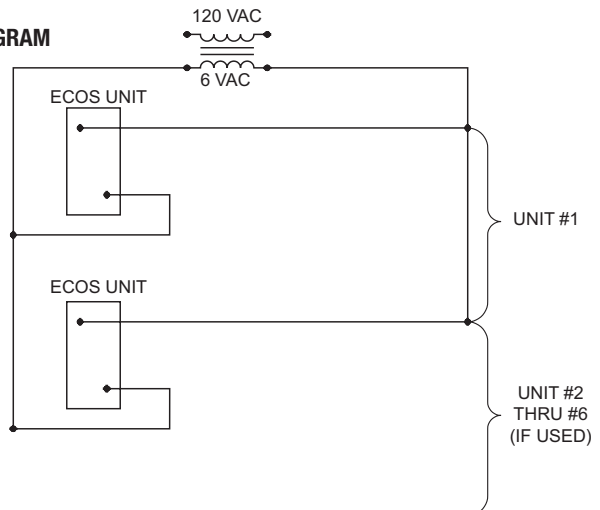 120 VAC
GRAM
6 VAC
ECOS UNIT
UNIT #1
ECOS UNIT
UNIT #2
THRU #6
(IF USED)